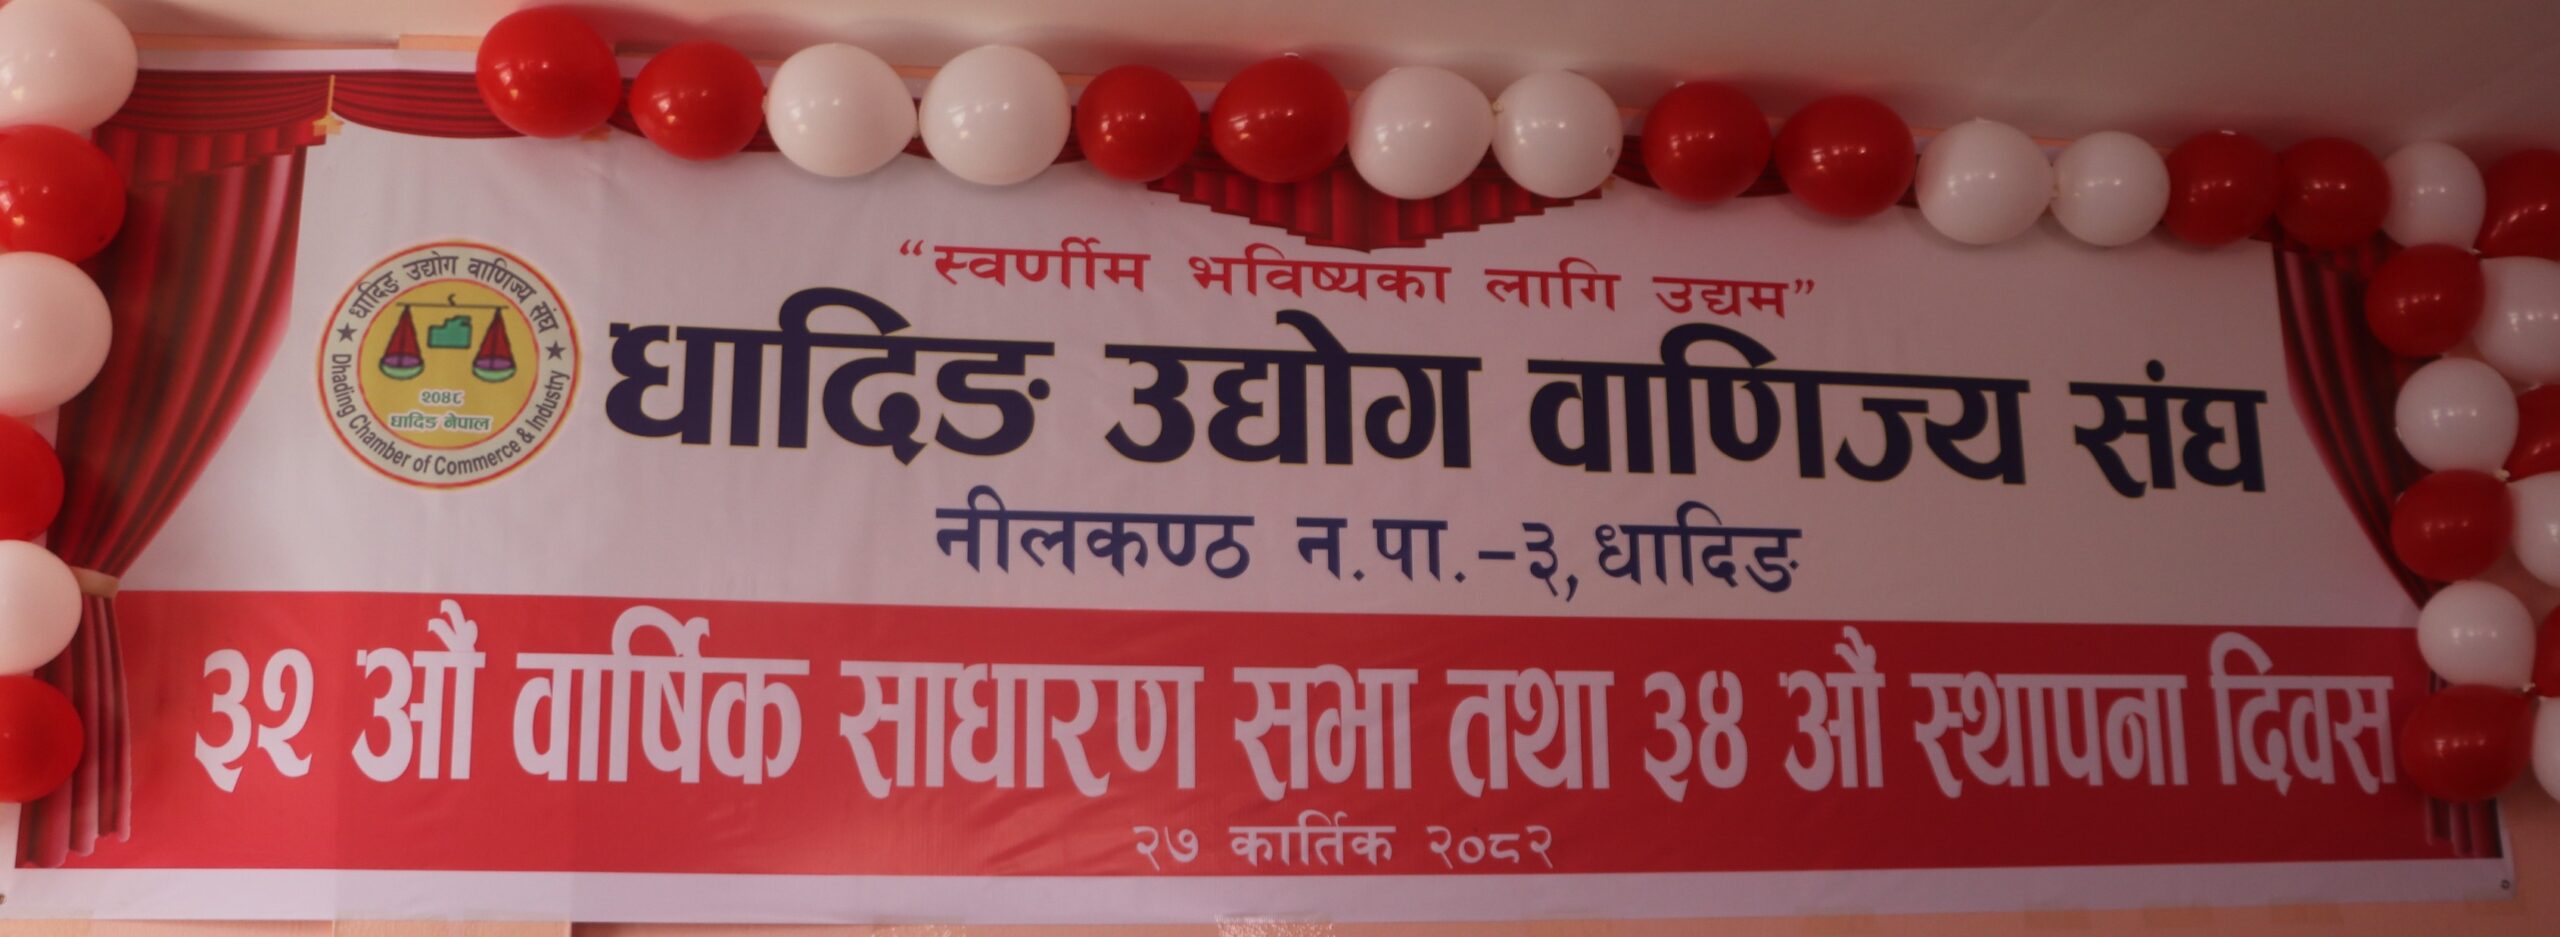 “स्वर्णीम भविष्यका लागि उद्यम”
धादिङ उद्योग वाणिज्य संघ
धादिङ उद्योग वाणिज्य संघ
२०४८
धादिङ नेपाल
Dhading Chamber of Commerce & Industry
नीलकण्ठ न.पा.-३, धादिङ
३२ औं वार्षिक साधारण सभा तथा ३४ औं स्थापना दिवस
२७ कार्तिक २०८२